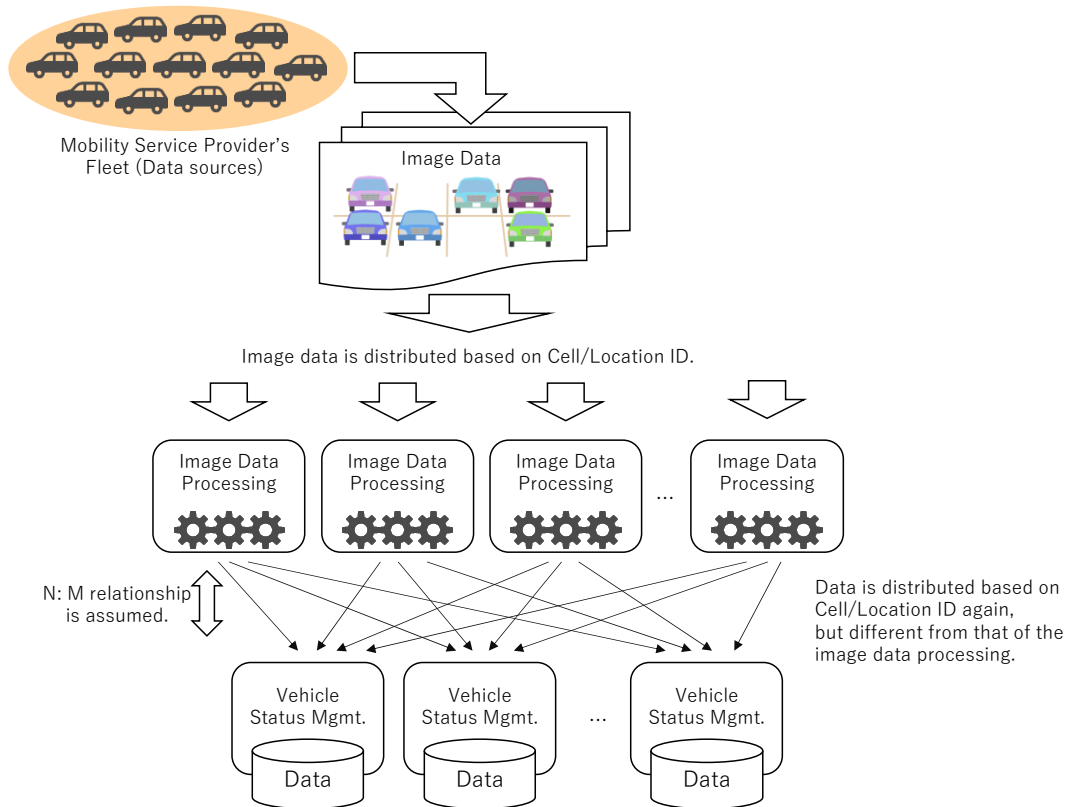 Mobility Service Provider’s
Fleet (Data sources)
Image Data
Image data is distributed based on Cell/Location ID.
Image Data
Processing
Image Data
Processing
Image Data
Processing
...
Image Data
Processing
N: M relationship
is assumed.
Data is distributed based on
Cell/Location ID again,
but different from that of the
image data processing.
Vehicle
Status Mgmt.
Data
Vehicle
Status Mgmt.
Data
...
Vehicle
Status Mgmt.
Data